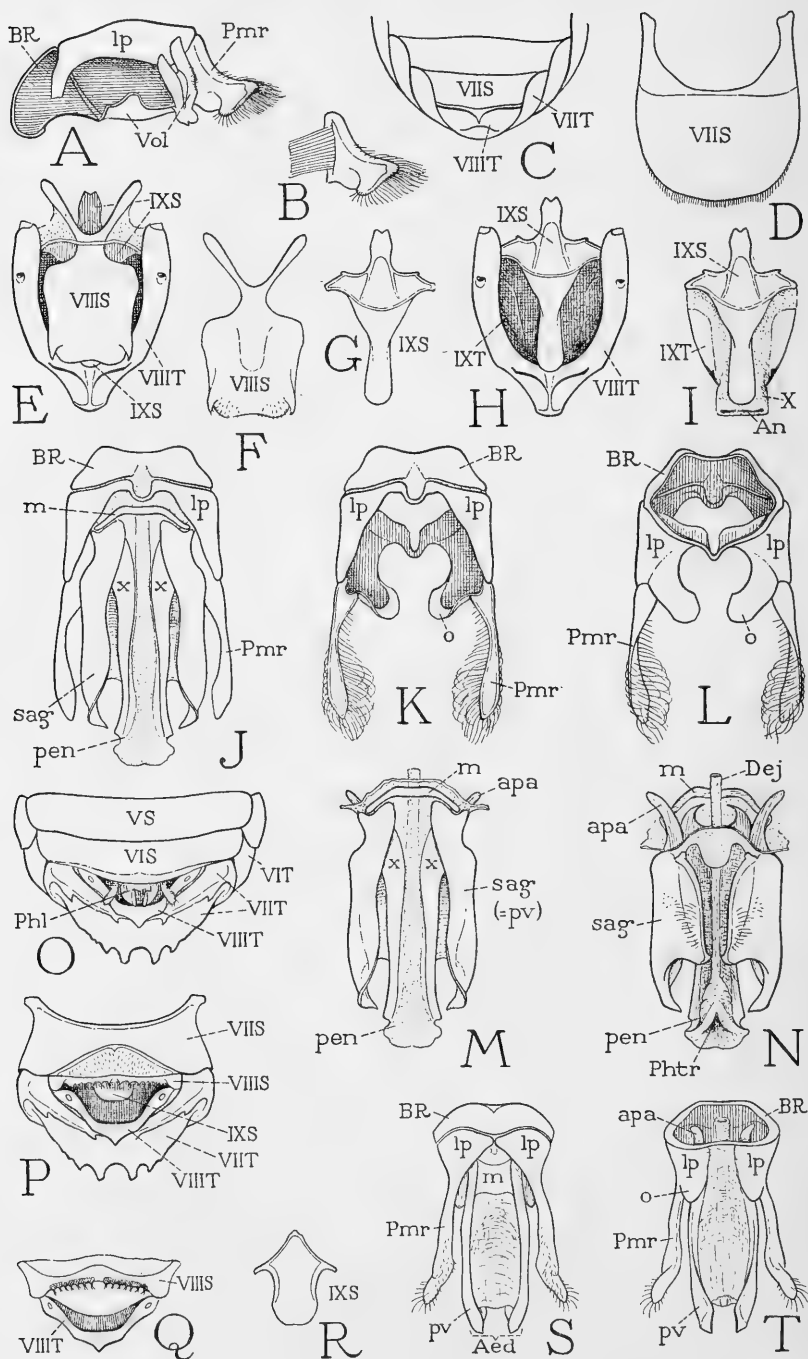 BR
lp
Pmr
Vol
A
B
VIIS
VIIT
VIIIT
C
VIIS
D
IXS
VIIIS
VIIIT
IXS
E
VIIIS
F
IXS
G
IXS
IXT
VIIIT
H
IXS
IXT
X
An
I
BR
m
lp
x x
Pmr
sag
pen
J
BR
lp lp
o
Pmr
K
BR
lp lp
Pmr
o
L
VS
VIS
VIT
VIIT
Phl
VIIIT
O
m
apa
x x
sag
(=pv)
pen
M
Dej
m
apa
sag
pen
Phtr
N
VIIS
VIIIS
IXS
VIIT
VIIIT
P
VIIIS
VIIIT
Q
IXS
R
BR
lp lp
m
Pmr
pv
Aed
S
apa
BR
lp lp
o
Pmr
pv
T